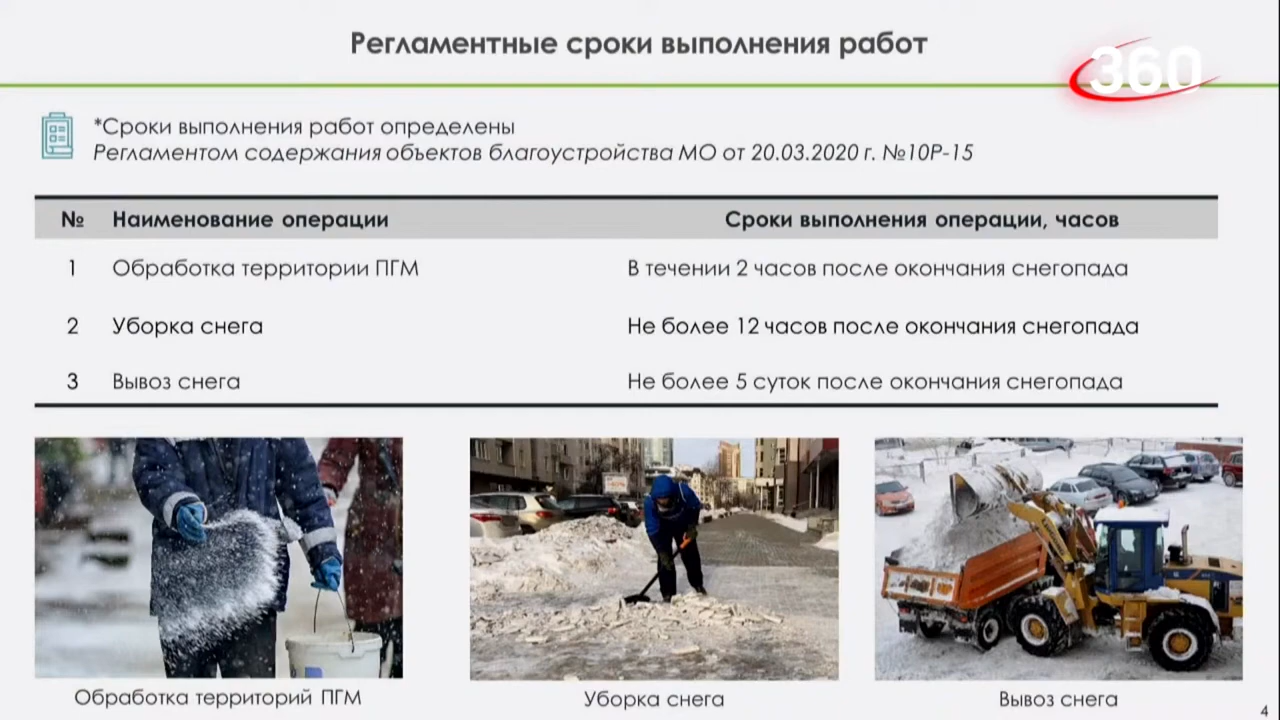 Регламентные сроки выполнения работ
360
*Сроки выполнения работ определены
Регламентом содержания объектов благоустройства МО от 20.03.2020 г. №10Р-15
№ Наименование операции Сроки выполнения операции, часов
1 Обработка территории ПГМ В течении 2 часов после окончания снегопада
2 Уборка снега Не более 12 часов после окончания снегопада
3 Вывоз снега Не более 5 суток после окончания снегопада
Обработка территорий ПГМ Уборка снега Вывоз снега
4